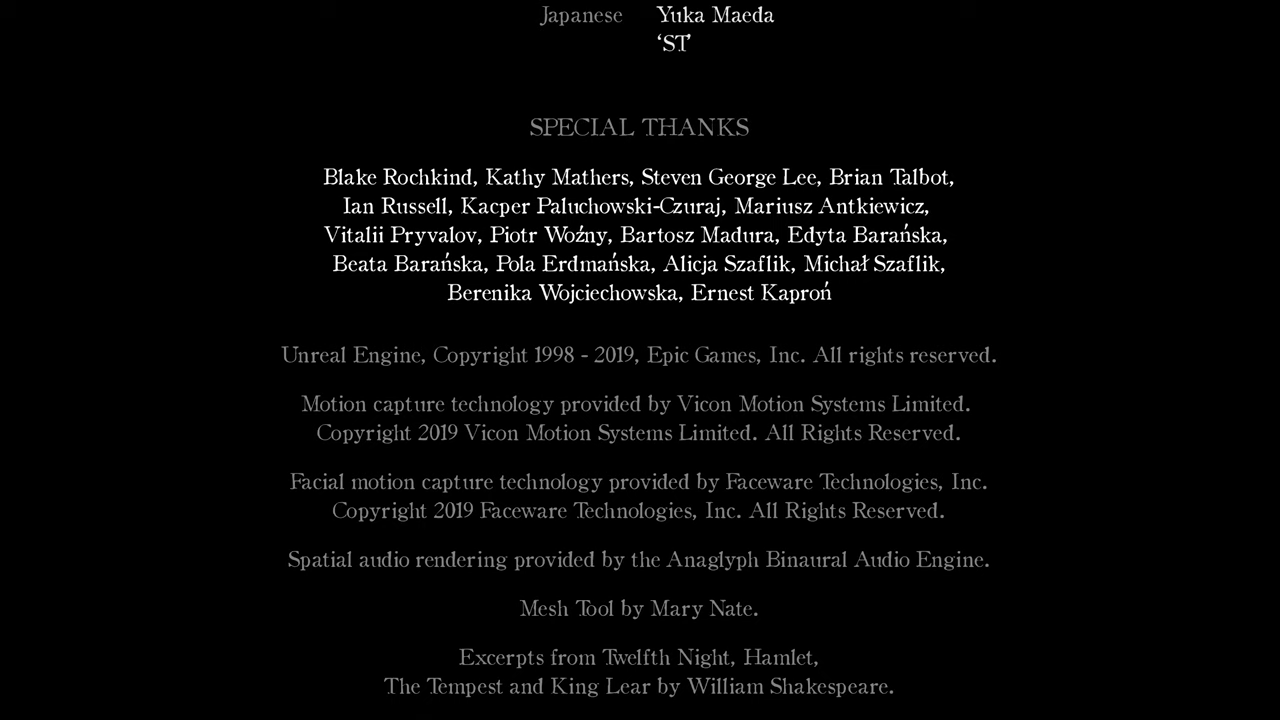 Japanese Yuka Maeda
‘ST’
SPECIAL THANKS
Blake Rochkind, Kathy Mathers, Steven George Lee, Brian Talbot,
Ian Russell, Kacper Paluchowski-Czuraj, Mariusz Antkiewicz,
Vitalii Pryvalov, Piotr Woźny, Bartosz Madura, Edyta Barańska,
Beata Barańska, Pola Erdmańska, Alicja Szaflik, Michał Szaflik,
Berenika Wojciechowska, Ernest Kaproń
Unreal Engine, Copyright 1998 - 2019, Epic Games, Inc. All rights reserved.
Motion capture technology provided by Vicon Motion Systems Limited.
Copyright 2019 Vicon Motion Systems Limited. All Rights Reserved.
Facial motion capture technology provided by Faceware Technologies, Inc.
Copyright 2019 Faceware Technologies, Inc. All Rights Reserved.
Spatial audio rendering provided by the Anaglyph Binaural Audio Engine.
Mesh Tool by Mary Nate.
Excerpts from Twelfth Night, Hamlet,
The Tempest and King Lear by William Shakespeare.